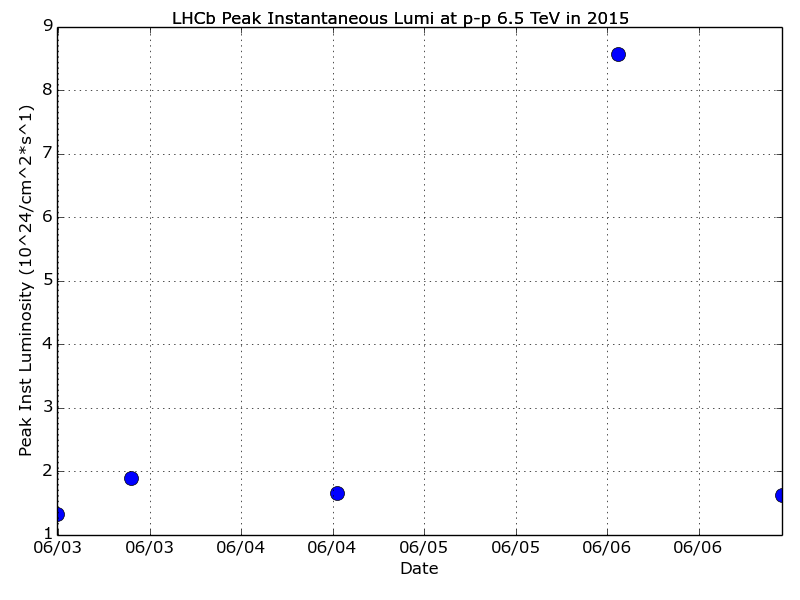 LHCb Peak Instantaneous Lumi at p-p 6.5 TeV in 2015
Peak Inst Luminosity (10^24/cm^2*s^1)
9
8
7
6
5
4
3
2
1
06/03 06/03 06/04 06/04 06/05 06/05 06/06 06/06
Date